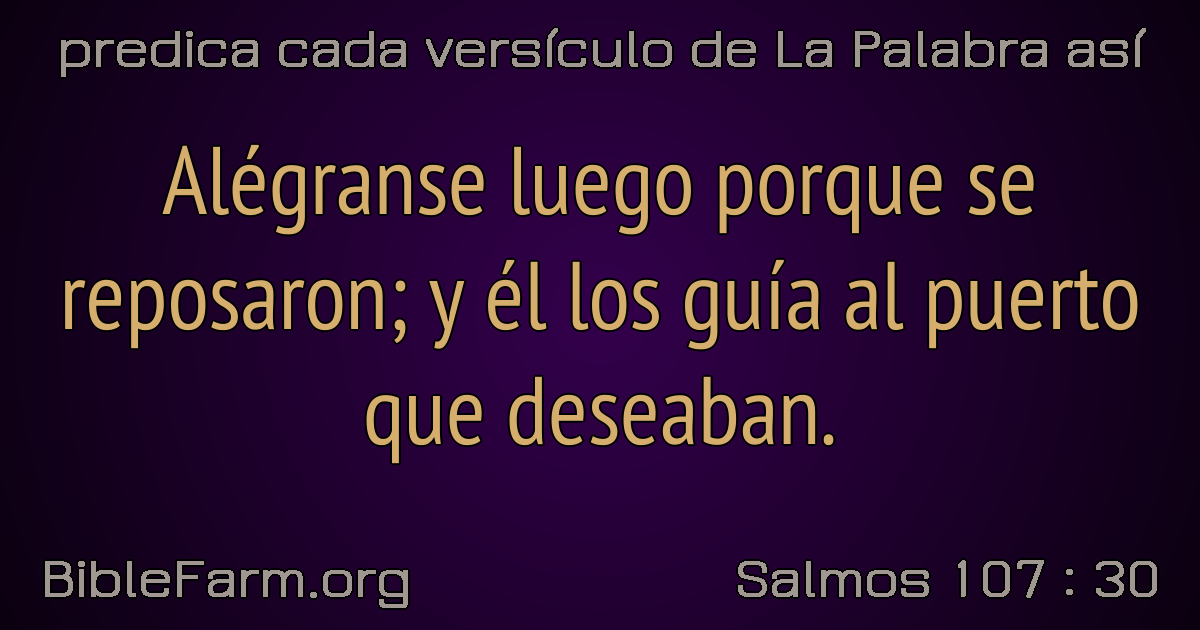 predica cada versículo de La Palabra así
Alégranse luego porque se
reposaron; y él los guía al puerto
que deseaban.
BibleFarm.org
Salmos 107 : 30